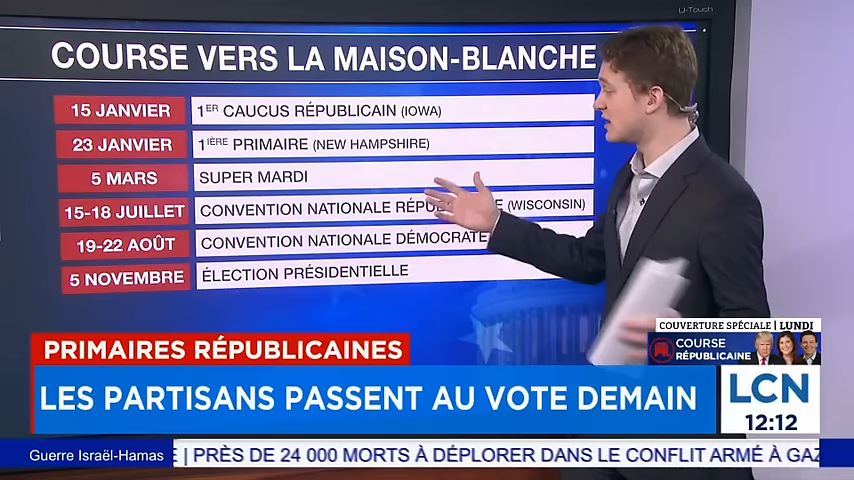 U-Touch
COURSE VERS LA MAISON-BLANCHE
15 JANVIER
1ER CAUCUS RÉPUBLICAIN (IOWA)
23 JANVIER
1IÈRE PRIMAIRE (NEW HAMPSHIRE)
5 MARS
SUPER MARDI
15-18 JUILLET
CONVENTION NATIONALE (WISCONSIN)
19-22 AOÛT
CONVENTION NATIONALE DÉMOCRATE
5 NOVEMBRE
ÉLECTION PRÉSIDENTIELLE
COUVERTURE SPÉCIALE | LUNDI
COURSE
RÉPUBLICAINE
PRIMAIRES RÉPUBLICAINES
LES PARTISANS PASSENT AU VOTE DEMAIN
LCN
12:12
Guerre Israël-Hamas
| PRÈS DE 24 000 MORTS À DÉPLORER DANS LE CONFLIT ARMÉ À